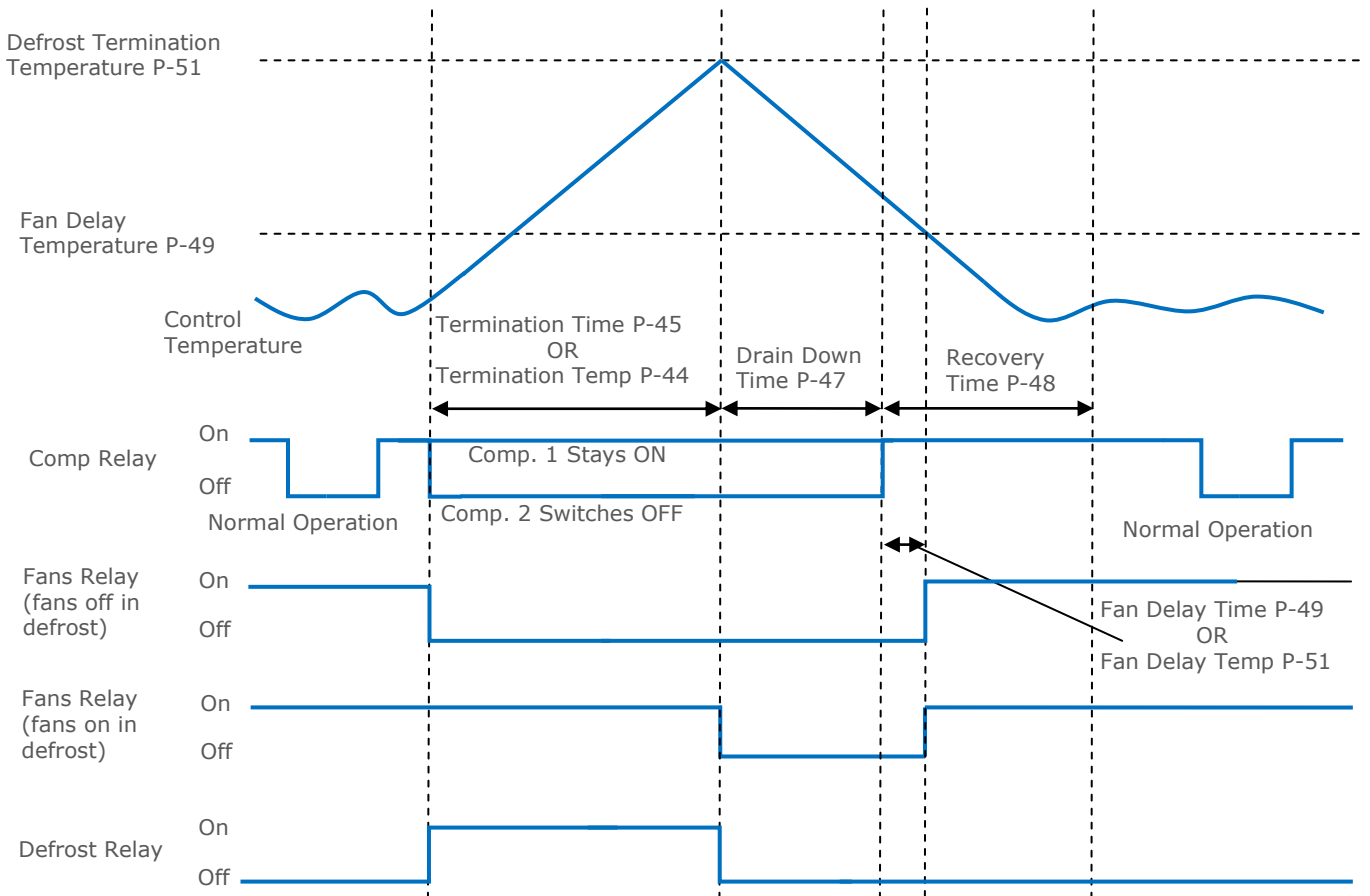 Defrost Termination
Temperature P-51
Fan Delay
Temperature P-49
Control
Temperature
Termination Time P-45
OR
Termination Temp P-44
Drain Down
Time P-47
Recovery
Time P-48
Comp Relay
On
Off
Comp. 1 Stays ON
Comp. 2 Switches OFF
Normal Operation
Normal Operation
Fans Relay
(fans off in
defrost)
On
Off
Fan Delay Time P-49
OR
Fan Delay Temp P-51
Fans Relay
(fans on in
defrost)
On
Off
Defrost Relay
On
Off